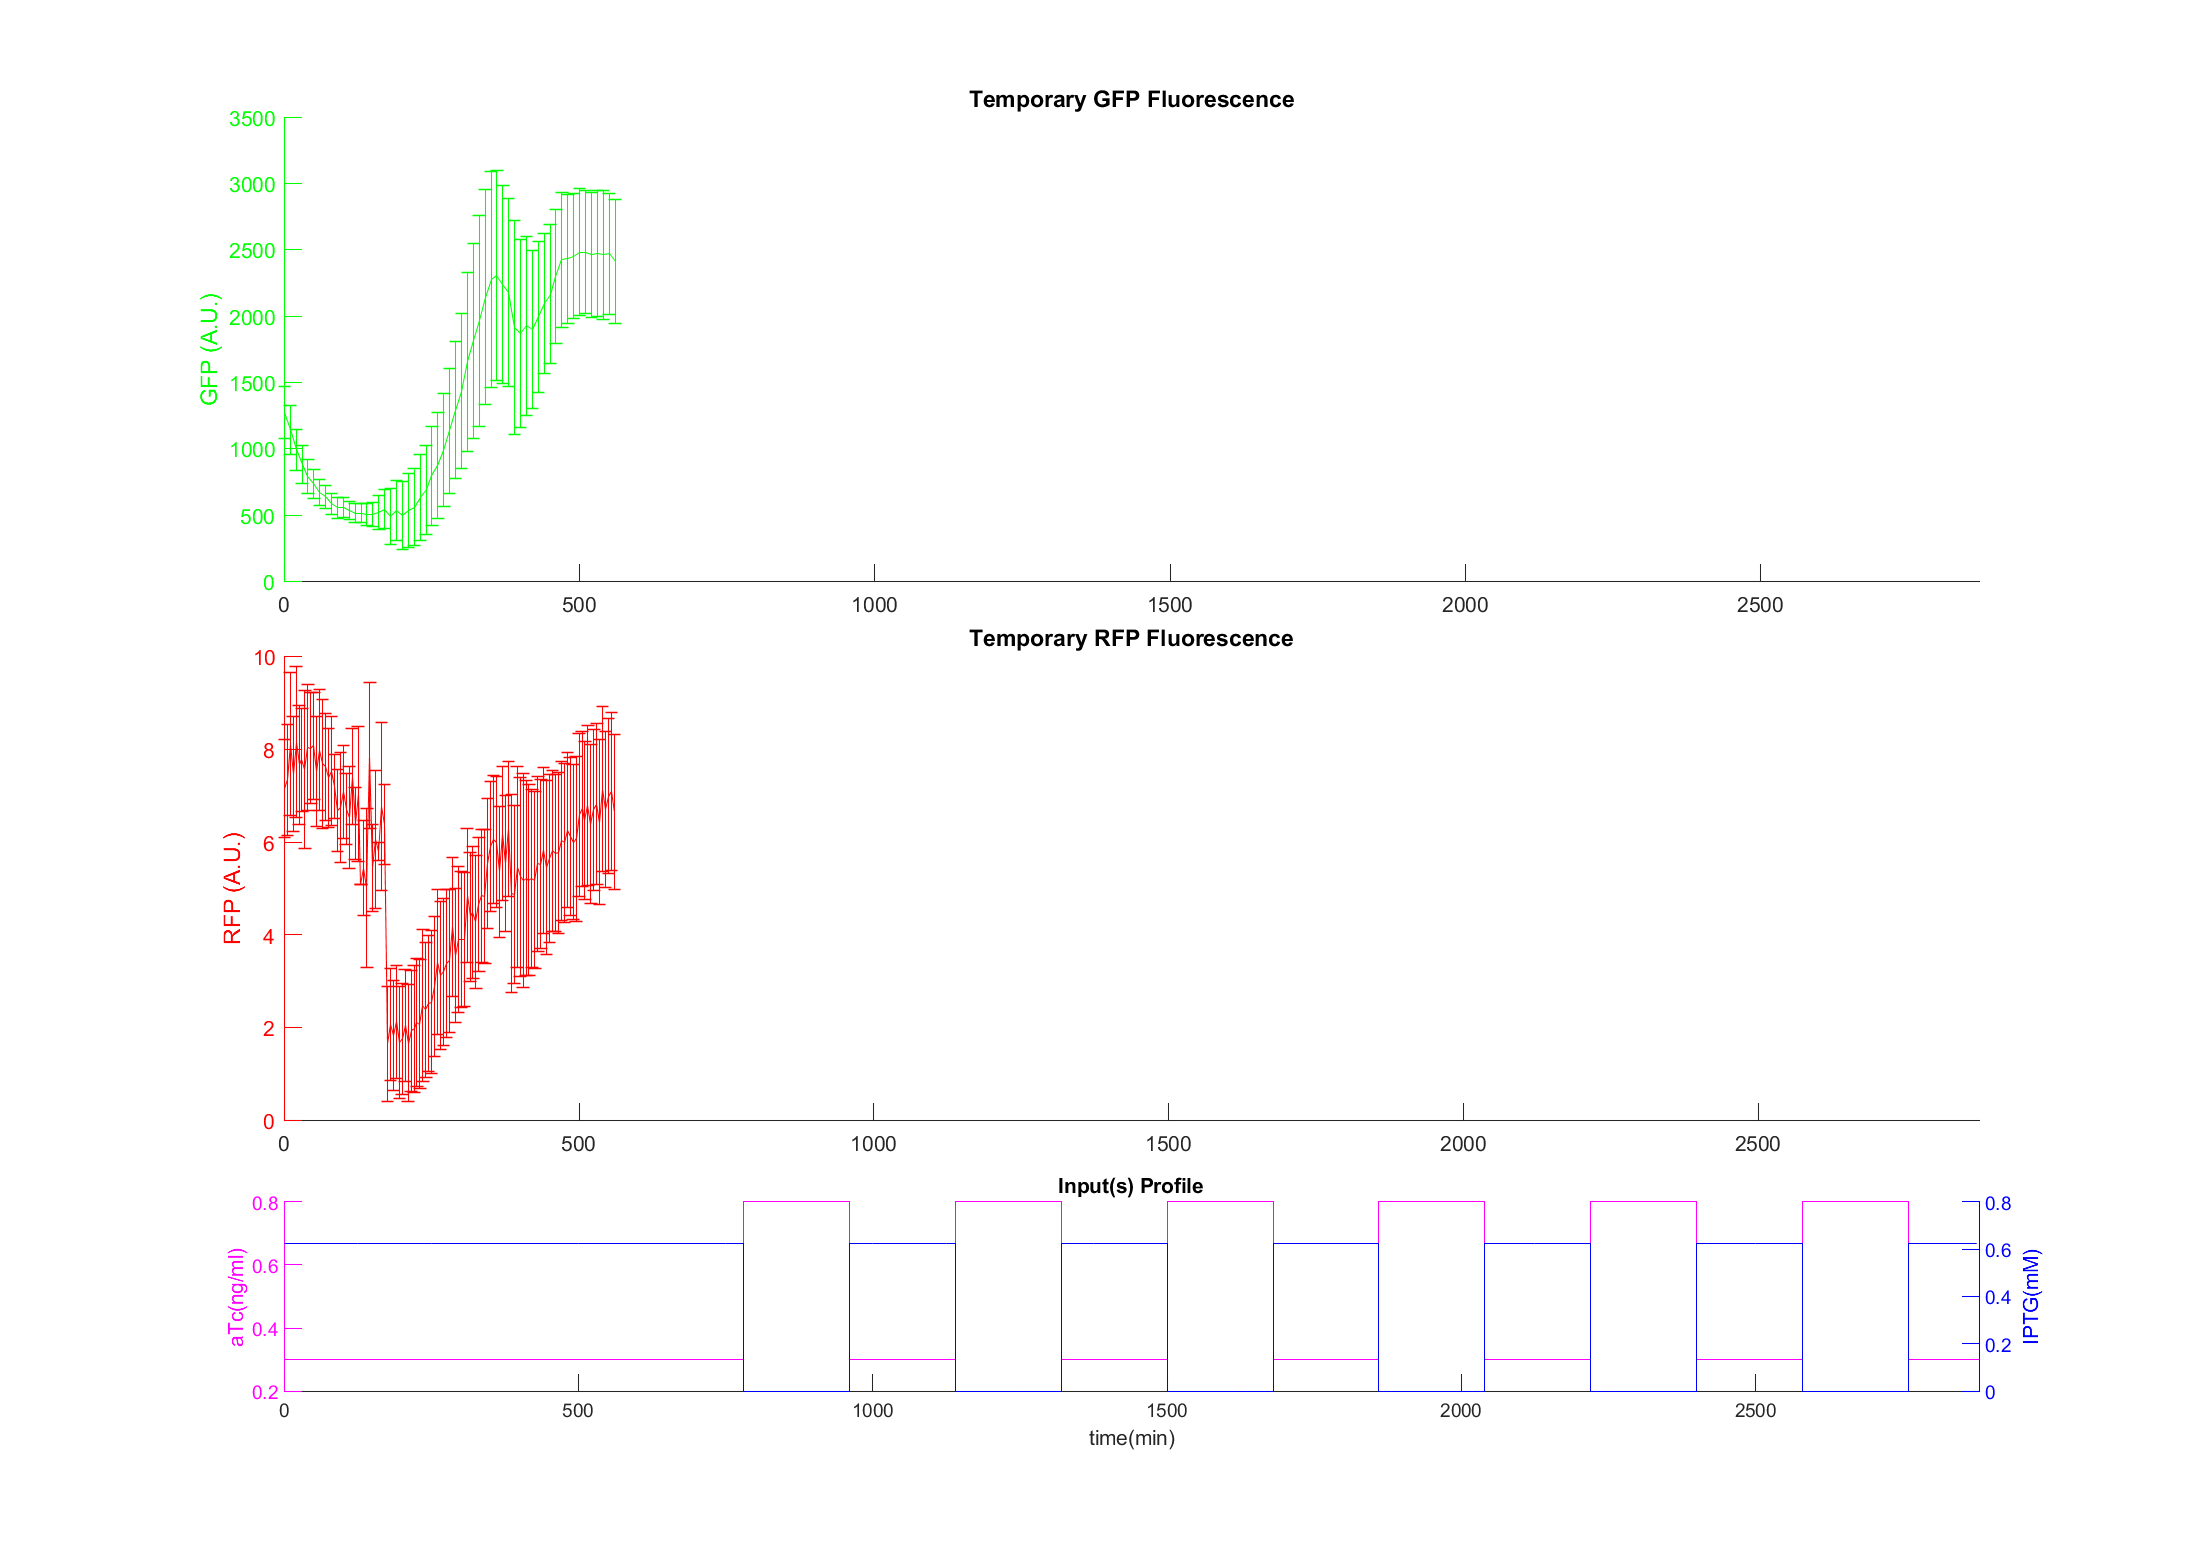 Temporary GFP Fluorescence
3500
3000
2500
2000
1500
1000
500
0
GFP (A.U.)
0 500 1000 1500 2000 2500
Temporary RFP Fluorescence
10
8
6
4
2
0
RFP (A.U.)
0 500 1000 1500 2000 2500
Input(s) Profile
0.8
0.6
0.4
0.2
aTc(ng/ml)
0.8
0.6
0.4
0.2
0
IPTG(mM)
0 500 1000 1500 2000 2500
time(min)